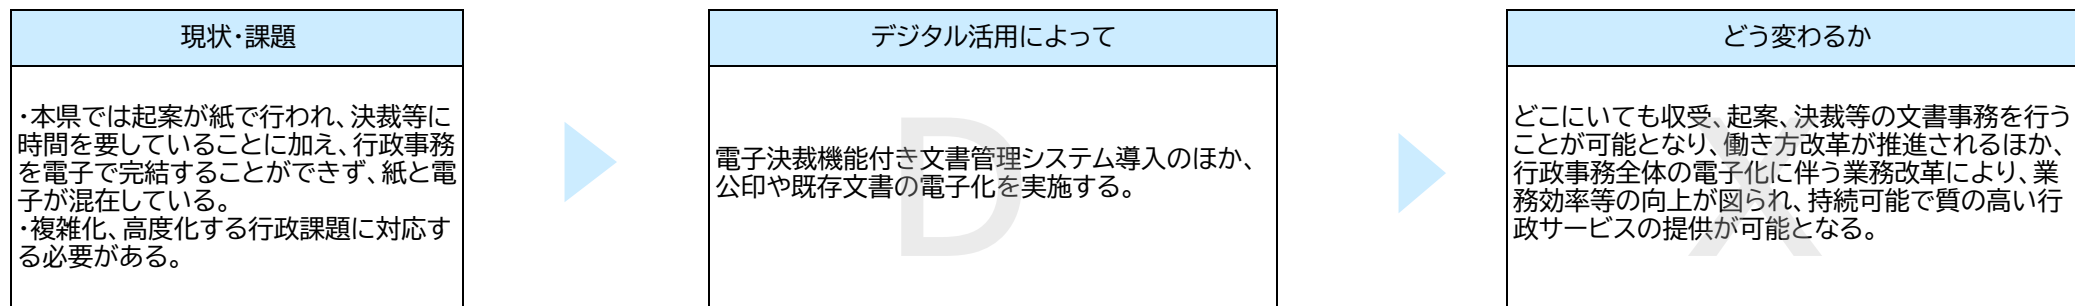 現状・課題
・本県では起案が紙で行われ、決裁等に
時間を要していることに加え、行政事務
を電子で完結することができず、紙と電
子が混在している。
・複雑化、高度化する行政課題に対応す
る必要がある。
デジタル活用によって
電子決裁機能付き文書管理システム導入のほか、
公印や既存文書の電子化を実施する。
D
どう変わるか
どこにいても収受、起案、決裁等の文書事務を行う
ことが可能となり、働き方改革が推進されるほか、
行政事務全体の電子化に伴う業務改革により、業
務効率等の向上が図られ、持続可能で質の高い行
政サービスの提供が可能となる。
X